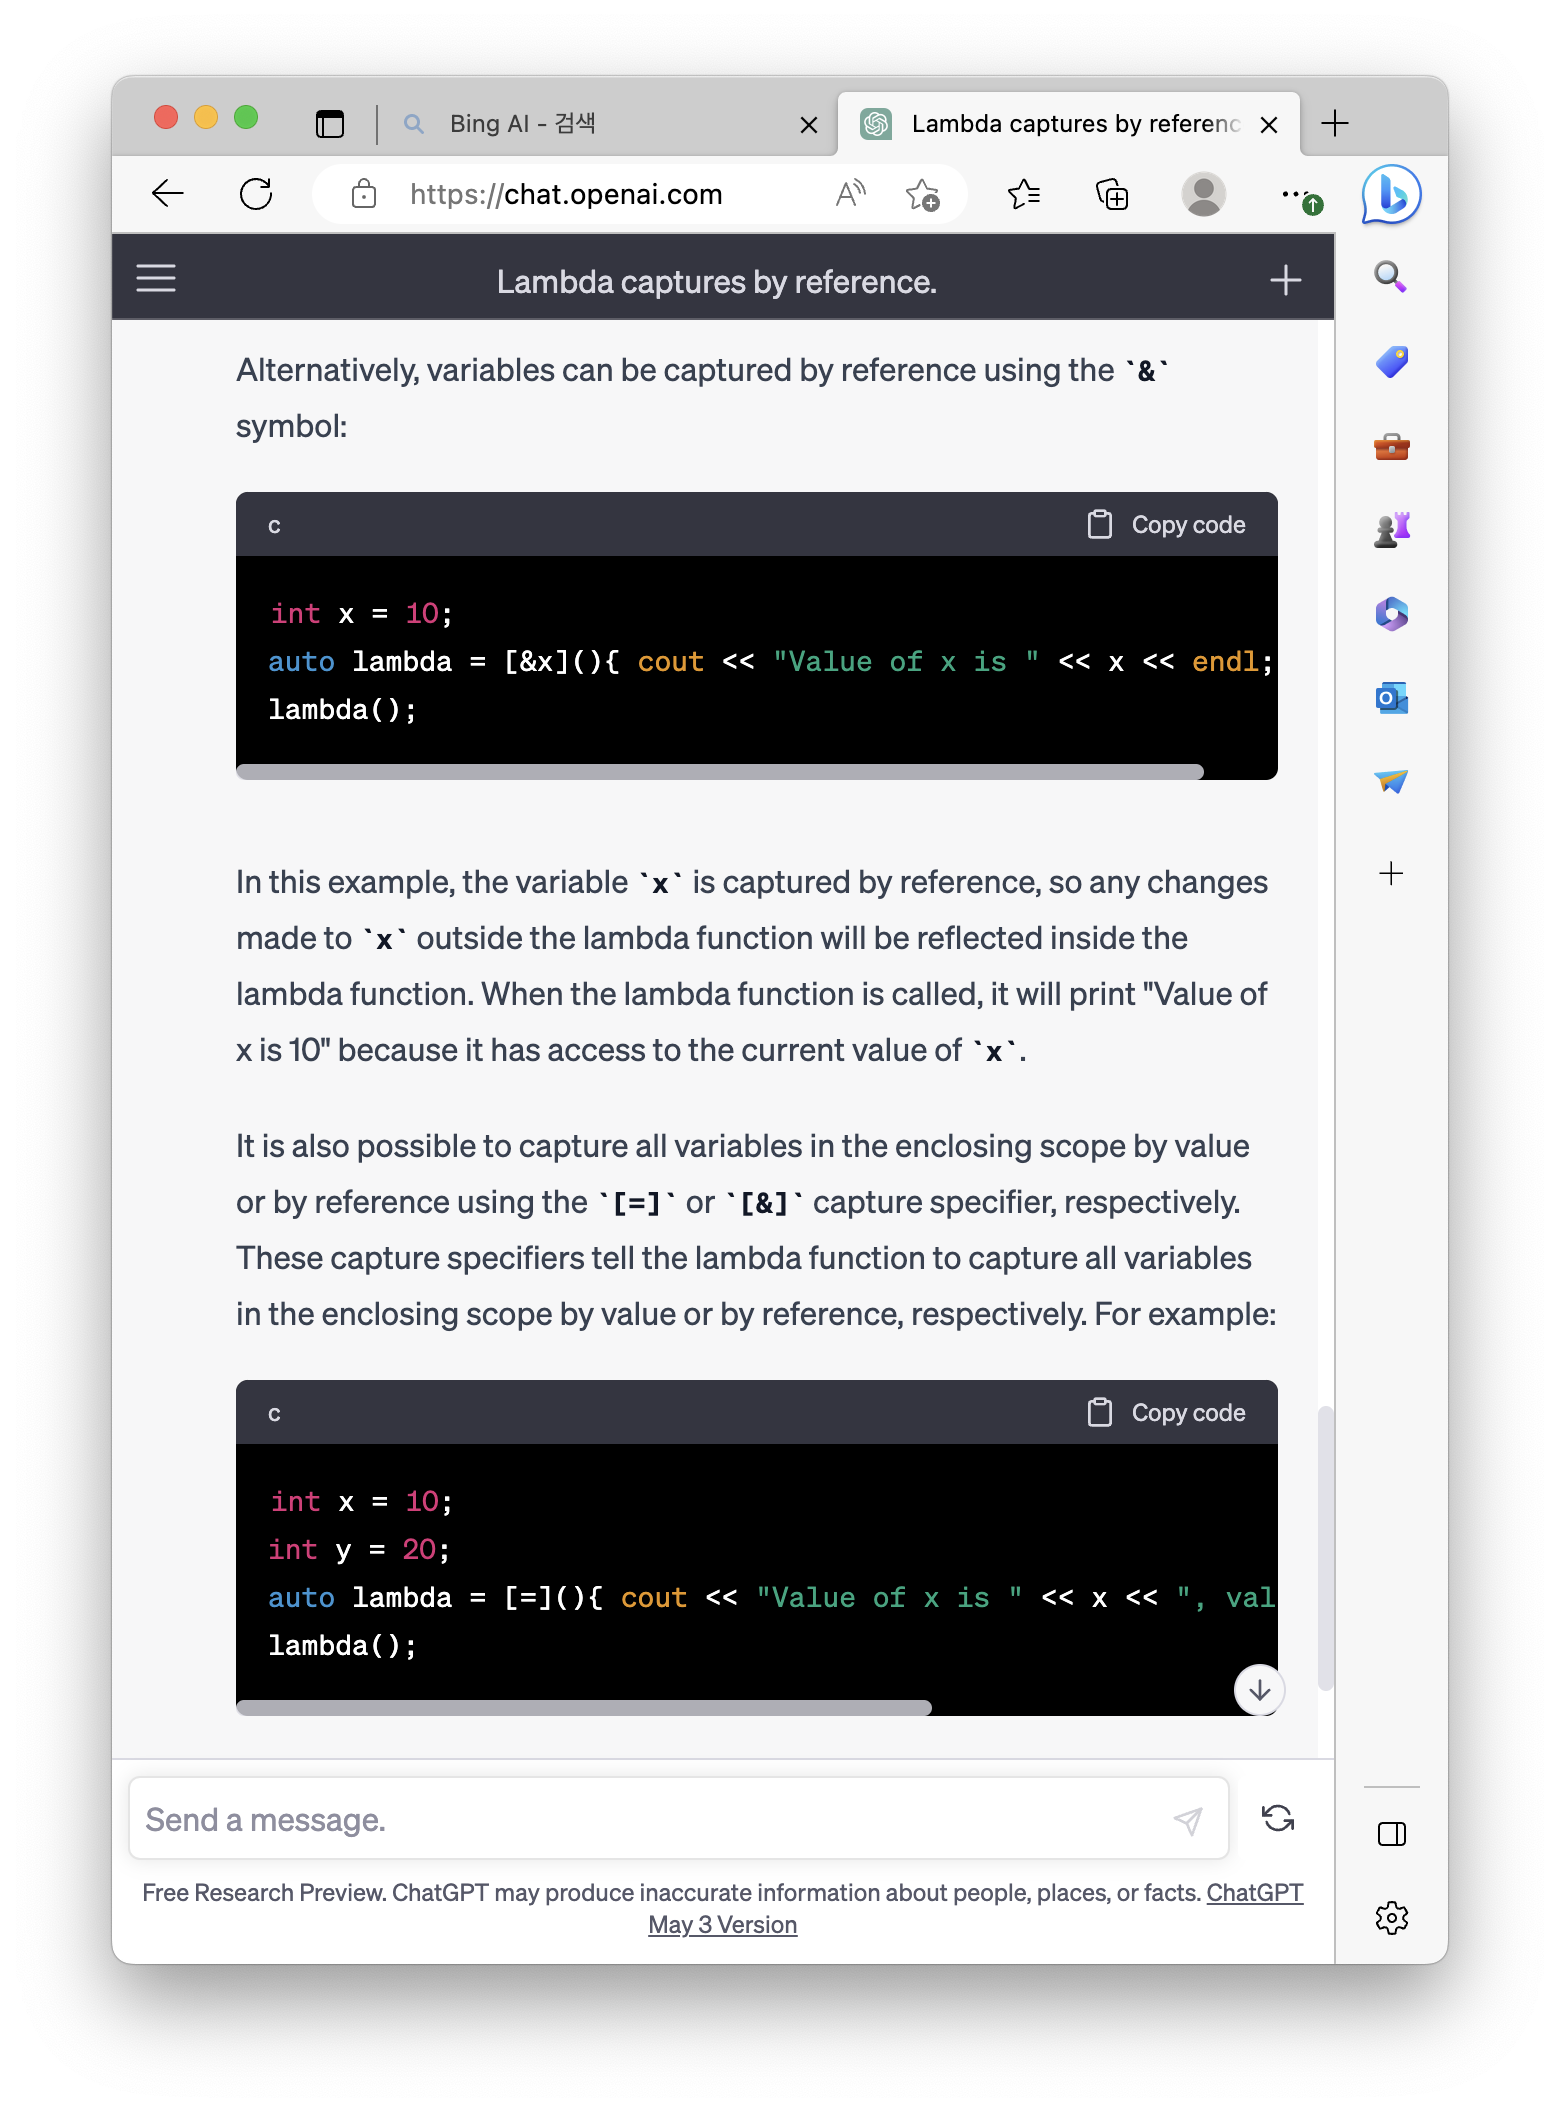 Bing AI - 검색
Lambda captures by referenc
https://chat.openai.com
Lambda captures by reference.
Alternatively, variables can be captured by reference using the `&`
symbol:
c
Copy code
int x = 10;
auto lambda = [&x](){ cout << "Value of x is " << x << endl;
lambda();
In this example, the variable `x` is captured by reference, so any changes
made to `x` outside the lambda function will be reflected inside the
lambda function. When the lambda function is called, it will print "Value of
x is 10" because it has access to the current value of `x`.
It is also possible to capture all variables in the enclosing scope by value
or by reference using the `[=]` or `[&]` capture specifier, respectively.
These capture specifiers tell the lambda function to capture all variables
in the enclosing scope by value or by reference, respectively. For example:
c
Copy code
int x = 10;
int y = 20;
auto lambda = [=](){ cout << "Value of x is " << x << ", val
lambda();
Send a message.
Free Research Preview. ChatGPT may produce inaccurate information about people, places, or facts. ChatGPT
May 3 Version